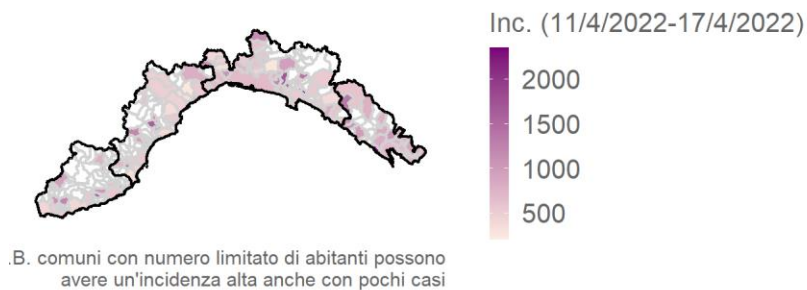 Inc. (11/4/2022-17/4/2022)
2000
1500
1000
500
.B. comuni con numero limitato di abitanti possono
avere un'incidenza alta anche con pochi casi